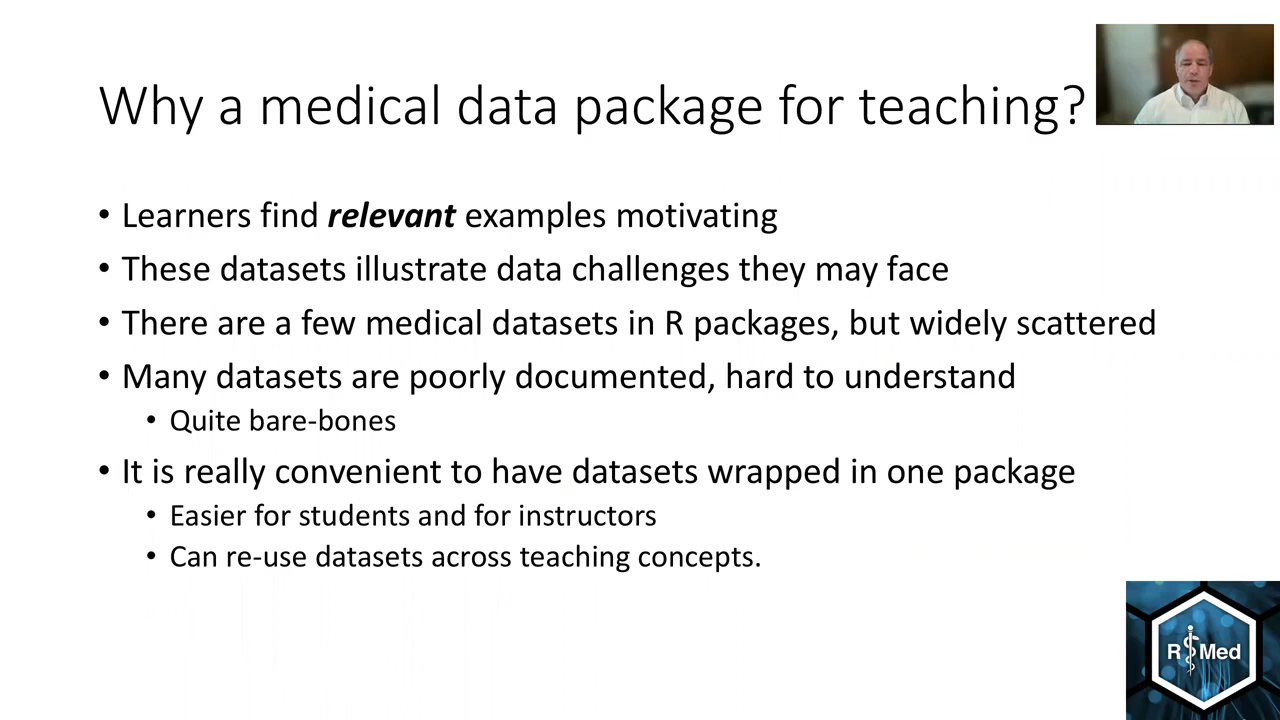 Why a medical data package for teaching?
• Learners find relevant examples motivating
• These datasets illustrate data challenges they may face
• There are a few medical datasets in R packages, but widely scattered
• Many datasets are poorly documented, hard to understand
• Quite bare-bones
• It is really convenient to have datasets wrapped in one package
• Easier for students and for instructors
• Can re-use datasets across teaching concepts.
R Med